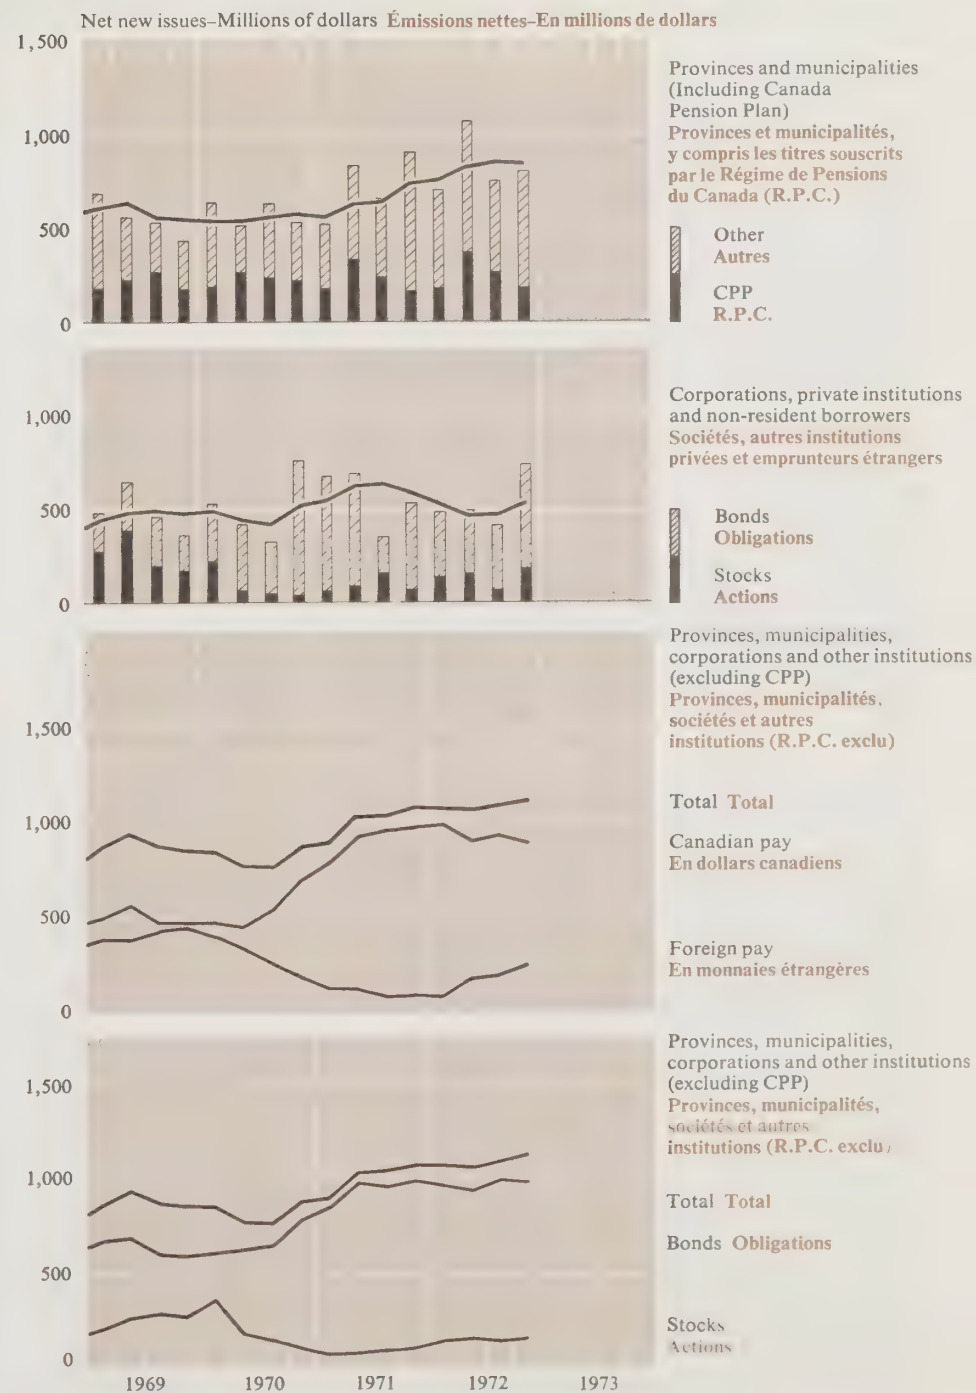 Net new issues–Millions of dollars Émissions nettes–En millions de dollars
1,500
1,000
500
0
Provinces and municipalities
(Including Canada
Pension Plan)
Provinces et municipalités,
y compris les titres souscrits
par le Régime de Pensions
du Canada (R.P.C.)
Other
Autres
CPP
R.P.C.
1,000
500
0
Corporations, private institutions
and non-resident borrowers
Sociétés, autres institutions
privées et emprunteurs étrangers
Bonds
Obligations
Stocks
Actions
1,500
1,000
500
0
Provinces, municipalities,
corporations and other institutions
(excluding CPP)
Provinces, municipalités,
sociétés et autres
institutions (R.P.C. exclu)
Total Total
Canadian pay
En dollars canadiens
Foreign pay
En monnaies étrangères
1,500
1,000
500
0
Provinces, municipalities,
corporations and other institutions
(excluding CPP)
Provinces, municipalités,
sociétés et autres
institutions (R.P.C. exclu)
Total Total
Bonds Obligations
Stocks
Actions
1969 1970 1971 1972 1973